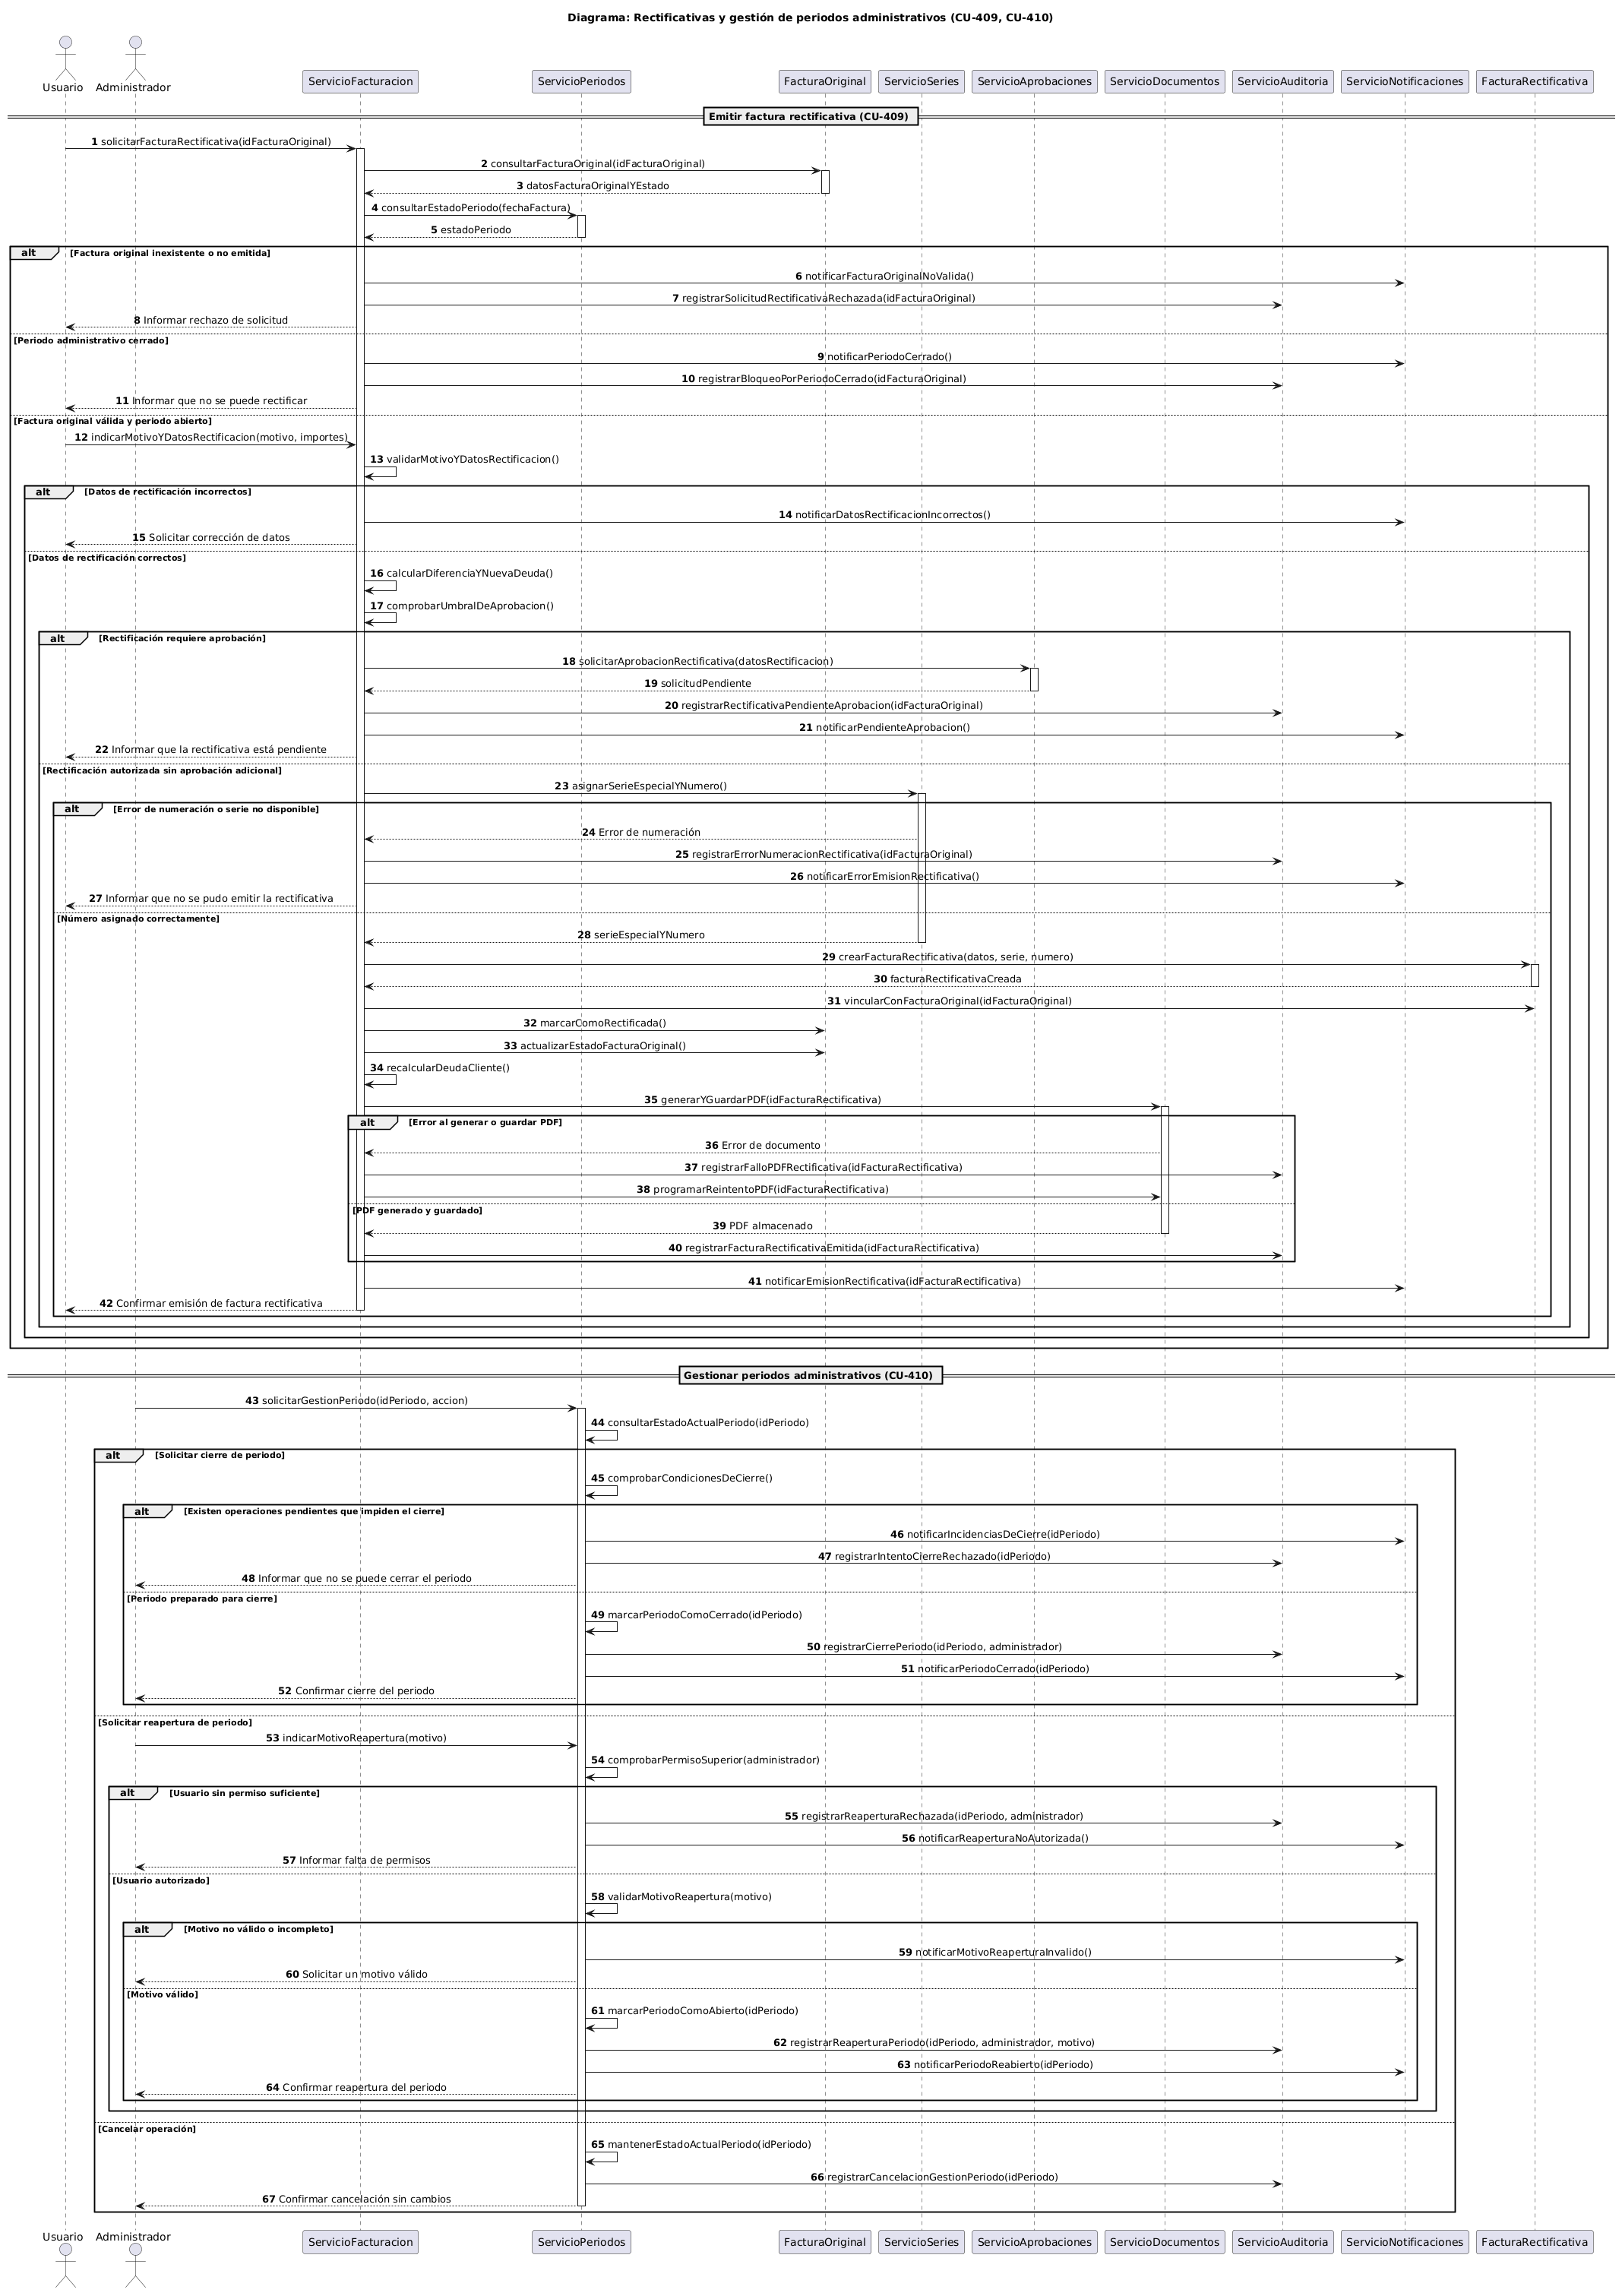 Diagrama: Rectificativas y gestión de periodos administrativos (CU-409, CU-410)
Usuario
Administrador
ServicioFacturacion
ServicioPeriodos
FacturaOriginal
ServicioSeries
ServicioAprobaciones
ServicioDocumentos
ServicioAuditoria
ServicioNotificaciones
FacturaRectificativa
Emitir factura rectificativa (CU-409)
1 solicitarFacturaRectificativa(idFacturaOriginal)
2 consultarFacturaOriginal(idFacturaOriginal)
3 datosFacturaOriginalYEstado
4 consultarEstadoPeriodo(fechaFactura)
5 estadoPeriodo
alt [Factura original inexistente o no emitida]
6 notificarFacturaOriginalNoValida()
7 registrarSolicitudRectificativaRechazada(idFacturaOriginal)
8 Informar rechazo de solicitud
[Periodo administrativo cerrado]
9 notificarPeriodoCerrado()
10 registrarBloqueoPorPeriodoCerrado(idFacturaOriginal)
11 Informar que no se puede rectificar
[Factura original válida y periodo abierto]
12 indicarMotivoYDatosRectificacion(motivo, importes)
13 validarMotivoYDatosRectificacion()
alt [Datos de rectificación incorrectos]
14 notificarDatosRectificacionIncorrectos()
15 Solicitar corrección de datos
[Datos de rectificación correctos]
16 calcularDiferenciaYNuevaDeuda()
17 comprobarUmbralDeAprobacion()
alt [Rectificación requiere aprobación]
18 solicitarAprobacionRectificativa(datosRectificacion)
19 solicitudPendiente
20 registrarRectificativaPendienteAprobacion(idFacturaOriginal)
21 notificarPendienteAprobacion()
22 Informar que la rectificativa está pendiente
[Rectificación autorizada sin aprobación adicional]
23 asignarSerieEspecialYNumero()
alt [Error de numeración o serie no disponible]
24 Error de numeración
25 registrarErrorNumeracionRectificativa(idFacturaOriginal)
26 notificarErrorEmisionRectificativa()
27 Informar que no se pudo emitir la rectificativa
[Número asignado correctamente]
28 serieEspecialYNumero
29 crearFacturaRectificativa(datos, serie, numero)
30 facturaRectificativaCreada
31 vincularConFacturaOriginal(idFacturaOriginal)
32 marcarComoRectificada()
33 actualizarEstadoFacturaOriginal()
34 recalcularDeudaCliente()
35 generarYGuardarPDF(idFacturaRectificativa)
alt [Error al generar o guardar PDF]
36 Error de documento
37 registrarFalloPDFRectificativa(idFacturaRectificativa)
38 programarReintentoPDF(idFacturaRectificativa)
[PDF generado y guardado]
39 PDF almacenado
40 registrarFacturaRectificativaEmitida(idFacturaRectificativa)
41 notificarEmisionRectificativa(idFacturaRectificativa)
42 Confirmar emisión de factura rectificativa
Gestionar periodos administrativos (CU-410)
43 solicitarGestionPeriodo(idPeriodo, accion)
44 consultarEstadoActualPeriodo(idPeriodo)
alt [Solicitar cierre de periodo]
45 comprobarCondicionesDeCierre()
alt [Existen operaciones pendientes que impiden el cierre]
46 notificarIncidenciasDeCierre(idPeriodo)
47 registrarIntentoCierreRechazado(idPeriodo)
48 Informar que no se puede cerrar el periodo
[Periodo preparado para cierre]
49 marcarPeriodoComoCerrado(idPeriodo)
50 registrarCierrePeriodo(idPeriodo, administrador)
51 notificarPeriodoCerrado(idPeriodo)
52 Confirmar cierre del periodo
[Solicitar reapertura de periodo]
53 indicarMotivoReapertura(motivo)
54 comprobarPermisoSuperior(administrador)
alt [Usuario sin permiso suficiente]
55 registrarReaperturaRechazada(idPeriodo, administrador)
56 notificarReaperturaNoAutorizada()
57 Informar falta de permisos
[Usuario autorizado]
58 validarMotivoReapertura(motivo)
alt [Motivo no válido o incompleto]
59 notificarMotivoReaperturaInvalido()
60 Solicitar un motivo válido
[Motivo válido]
61 marcarPeriodoComoAbierto(idPeriodo)
62 registrarReaperturaPeriodo(idPeriodo, administrador, motivo)
63 notificarPeriodoReabierto(idPeriodo)
64 Confirmar reapertura del periodo
[Cancelar operación]
65 mantenerEstadoActualPeriodo(idPeriodo)
66 registrarCancelacionGestionPeriodo(idPeriodo)
67 Confirmar cancelación sin cambios
Usuario
Administrador
ServicioFacturacion
ServicioPeriodos
FacturaOriginal
ServicioSeries
ServicioAprobaciones
ServicioDocumentos
ServicioAuditoria
ServicioNotificaciones
FacturaRectificativa